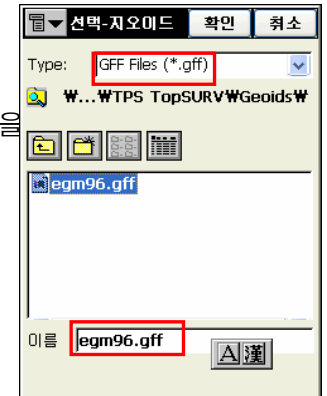 선택-지오이드 확인 취소
Type: GFF Files (*.gff)
₩...₩TPS TopSURV₩Geoids₩
egm96.gff
이름 egm96.gff
A 漢